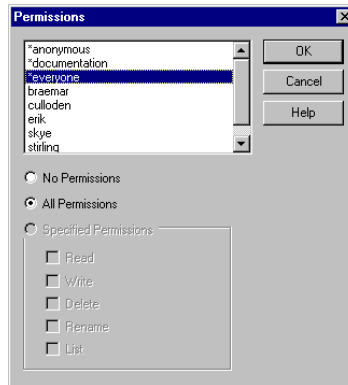 Permissions
*anonymous
*documentation
*everyone
braemar
culloden
erik
skye
stirling
OK
Cancel
Help
No Permissions
All Permissions
Specified Permissions
Read
Write
Delete
Rename
List